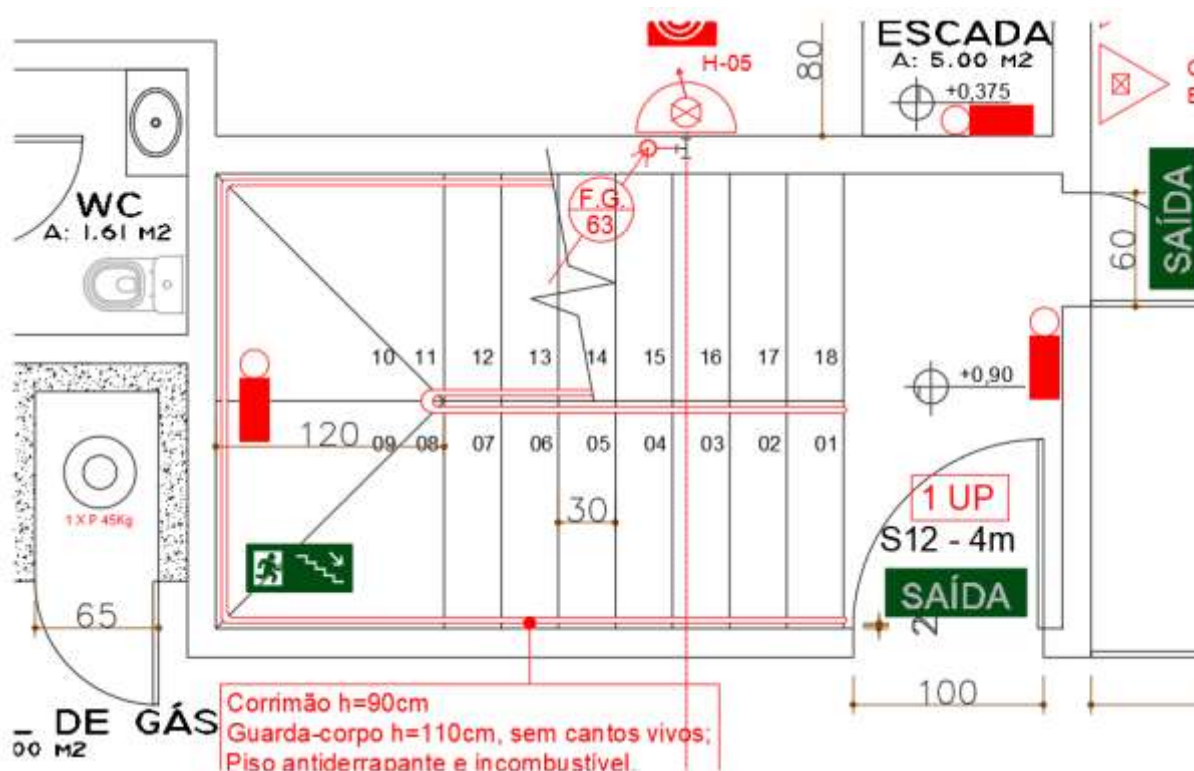 ESCADA
A: 5.00 M2
+0,375
H-05
80
WC
A: 1.61 M2
F.G.
63
SAÍDA
60
10 11 12 13 14 15 16 17 18
+0,90
120
09 08 07 06 05 04 03 02 01
30
1 X P 45Kg
1 UP
S12 - 4m
SAÍDA
2
65
100
DE GÁS
00 M2
Corrimão h=90cm
Guarda-corpo h=110cm, sem cantos vivos;
Piso antiderrapante e incombustível.